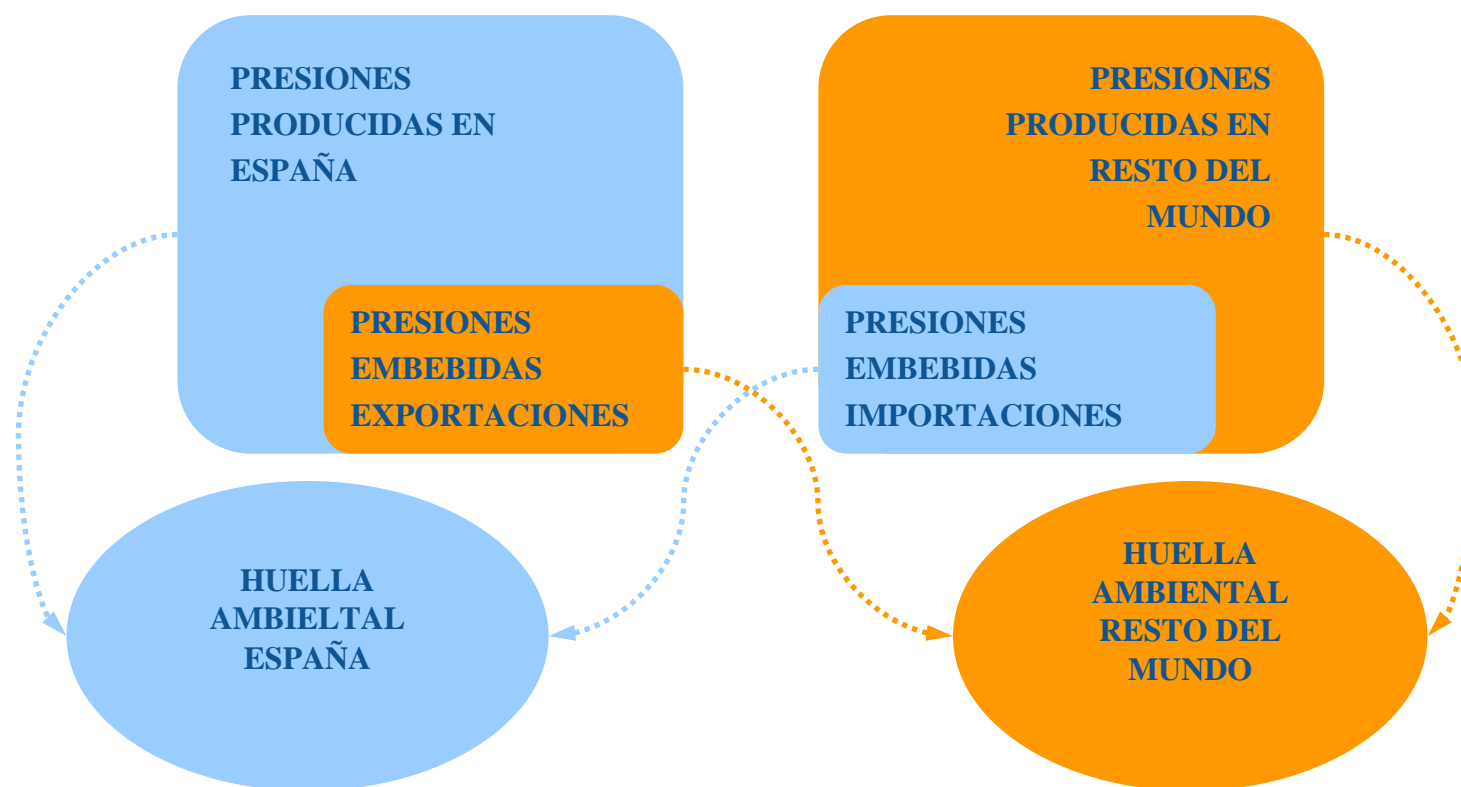 PRESIONES
PRODUCIDAS EN
ESPAÑA
PRESIONES
EMBEBIDAS
EXPORTACIONES
PRESIONES
PRODUCIDAS EN
RESTO DEL
MUNDO
PRESIONES
EMBEBIDAS
IMPORTACIONES
HUELLA
AMBIELTAL
ESPAÑA
HUELLA
AMBIENTAL
RESTO DEL
MUNDO